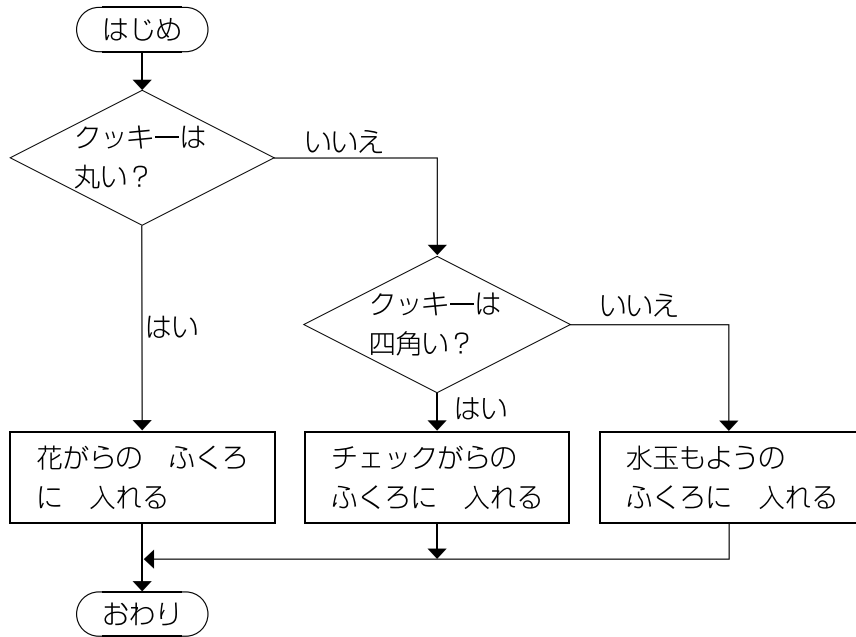 はじめ
クッキーは
丸い？
いいえ
はい
クッキーは
四角い？
いいえ
はい
花がらの　ふくろ
に　入れる
チェックがらの
ふくろに　入れる
水玉もようの
ふくろに　入れる
おわり